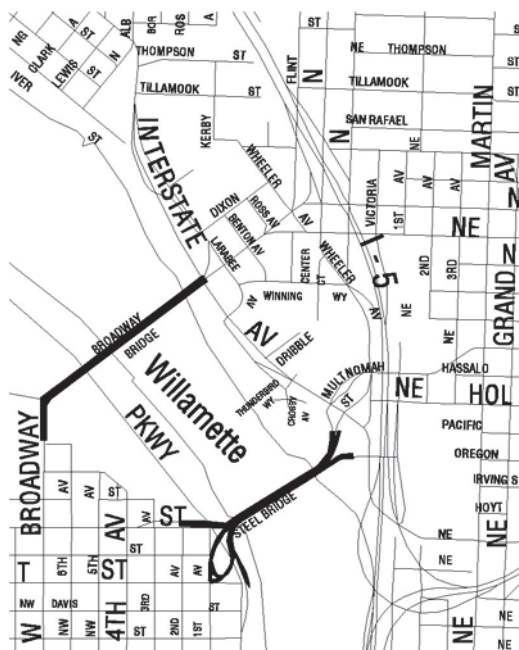 NG
CLARK
A
ST
LEWIS
ST
N
ALB
BOR
ROS
A
IVER
ST
THOMPSON ST
TILLAMOOK ST
KERBY
INTERSTATE
AV
WHEELER
AV
DIXON
ROSS AV
BENTON AV
LARABEE
FLINT
N
N
NE THOMPSON ST
TILLAMOOK
SAN RAFAEL
ST
NE
MARTIN
AV
N
VICTORIA
AV
AV
AV
1ST
NE
2ND
3RD
N
I-5
GRAND
CENTER
CT
WHEELER
AV
AV
WINNING WY
DRIBBLE
NE
NE
THUNDERBIRD
WY
CROSBY
AV
MULTNOMAH
ST
HASSALO
NE HOL
PACIFIC
OREGON
IRVING S
HOYT
NE
NE
NE
NE
NE
NE
NE
BROADWAY
BRIDGE
Willamette
PKWY
STEEL BRIDGE
BROADWAY
AV
AV
ST
AV
AV
ST
ST
T
6TH
5TH
ST
AV
AV
NW
DAVIS
3RD
ST
W
NW
NW
4TH
ST
2ND
1ST